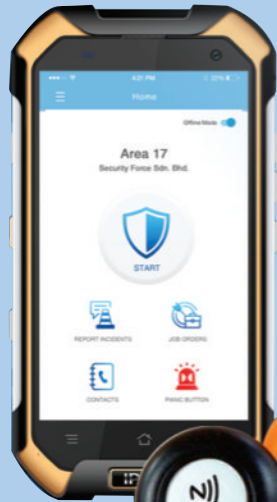 4:21 PM
22%
Home
Offline Mode
Area 17
Security Force Sdn. Bhd.
START
REPORT INCIDENTS
JOB ORDERS
CONTACTS
PANIC BUTTON